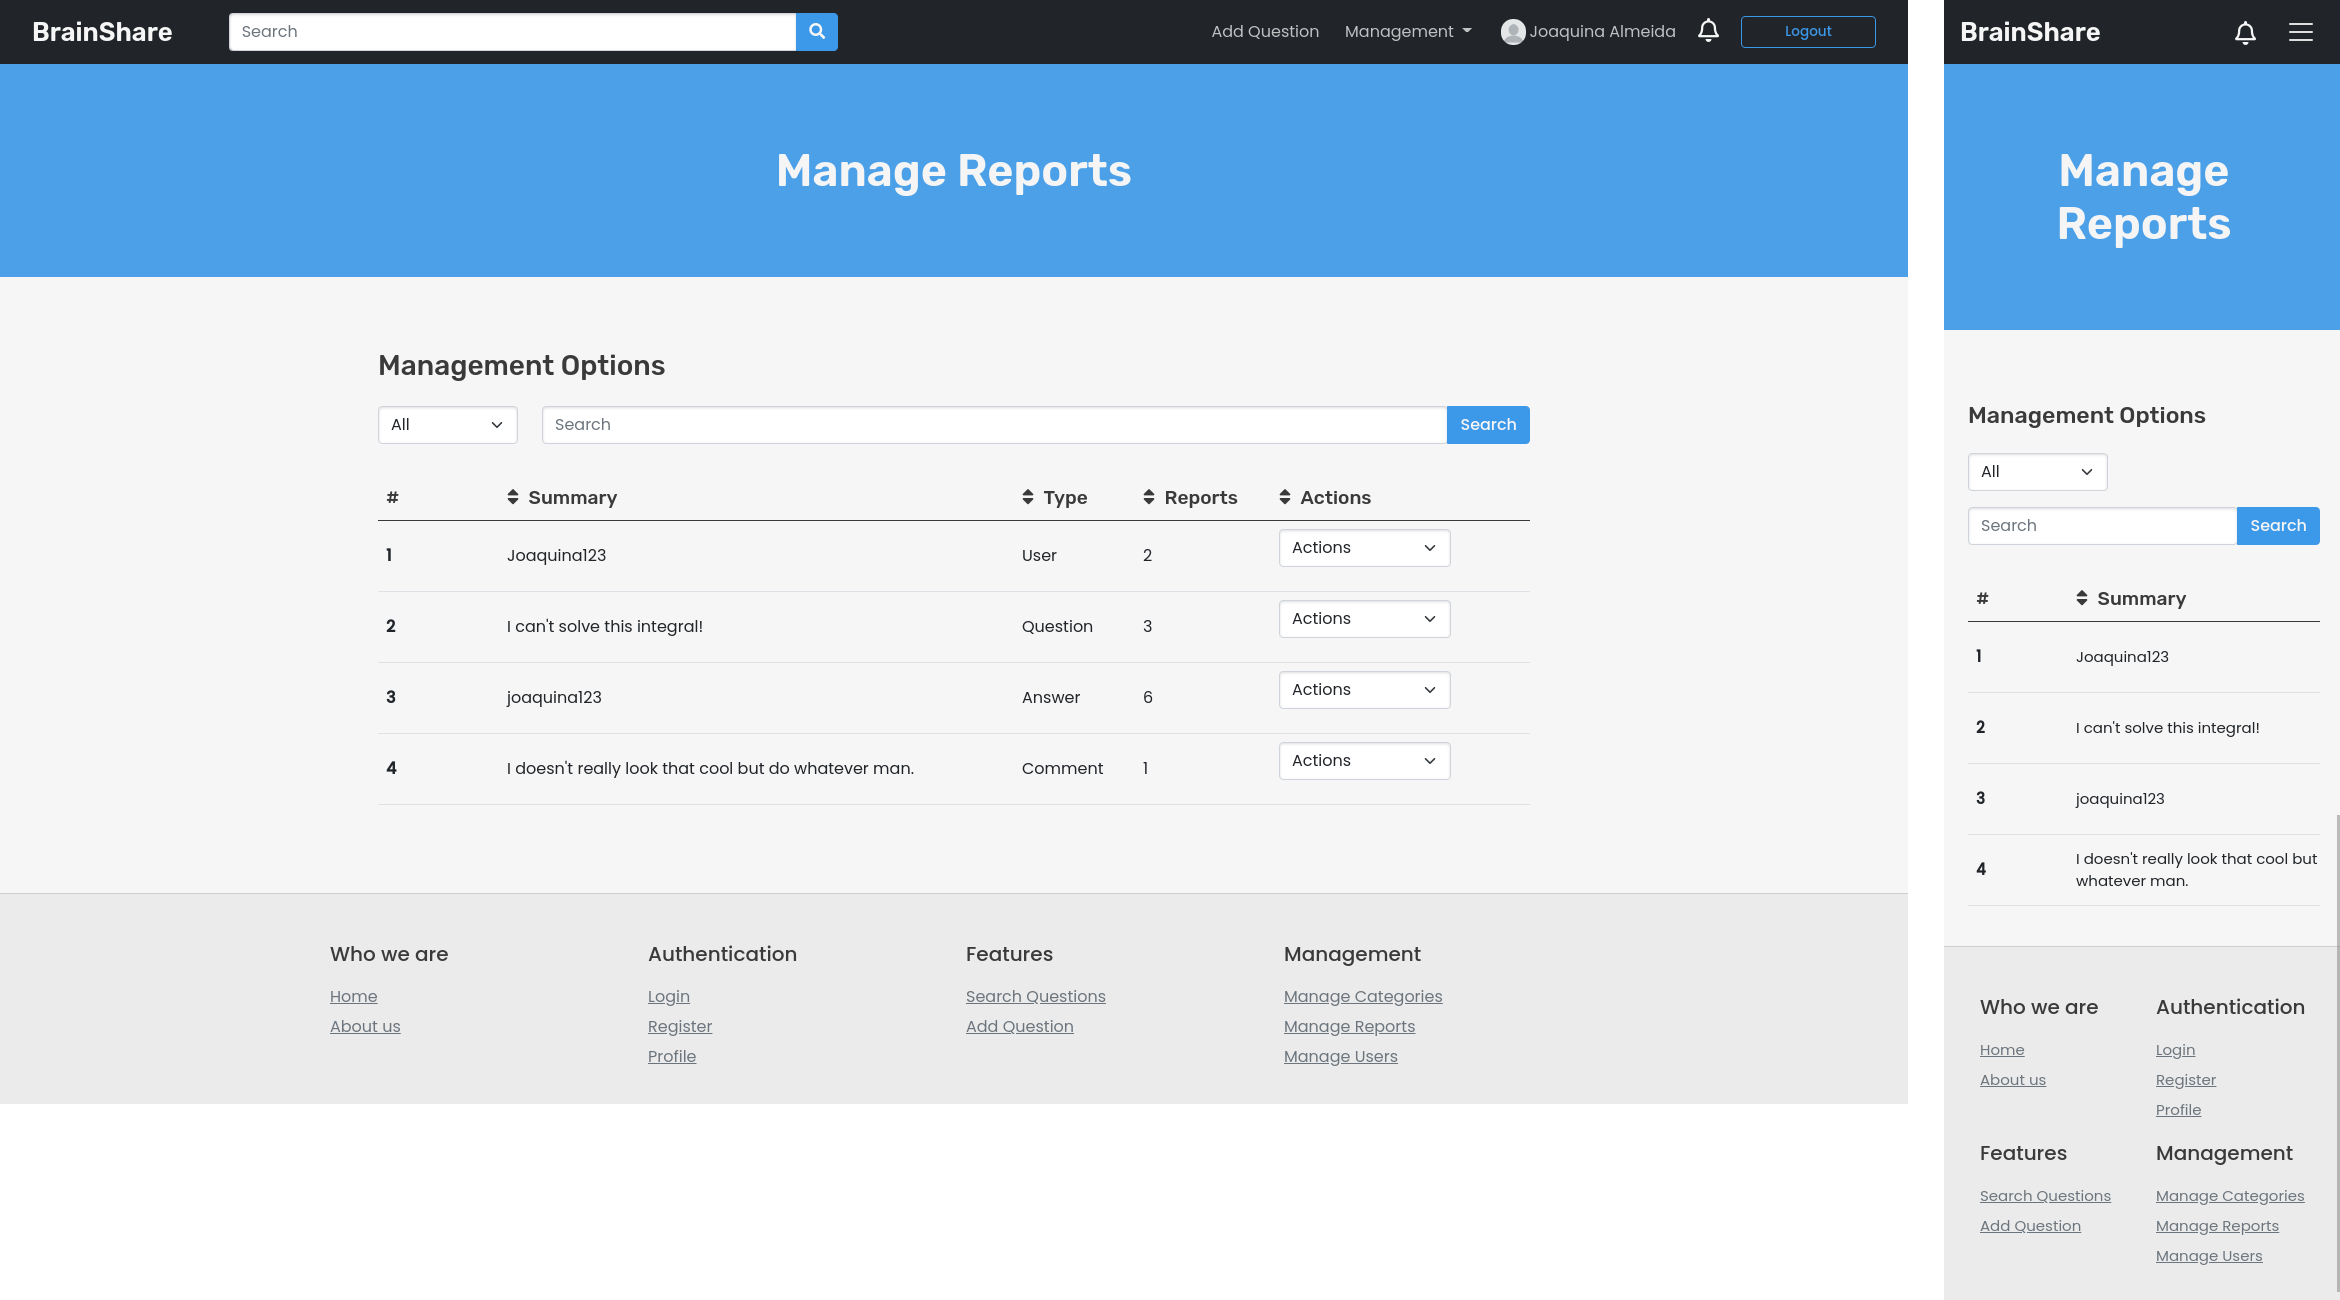 BrainShare
Search
Add Question
Management
Joaquina Almeida
Logout
Manage Reports
Management Options
All
Search
Search
# Summary Type Reports Actions
1 Joaquina123 User 2 Actions
2 I can't solve this integral! Question 3 Actions
3 joaquina123 Answer 6 Actions
4 I doesn't really look that cool but do whatever man. Comment 1 Actions
Who we are
Home
About us
Authentication
Login
Register
Profile
Features
Search Questions
Add Question
Management
Manage Categories
Manage Reports
Manage Users
BrainShare
Manage
Reports
Management Options
All
Search
Search
# Summary
1 Joaquina123
2 I can't solve this integral!
3 joaquina123
4 I doesn't really look that cool but
whatever man.
Who we are
Home
About us
Authentication
Login
Register
Profile
Features
Search Questions
Add Question
Management
Manage Categories
Manage Reports
Manage Users